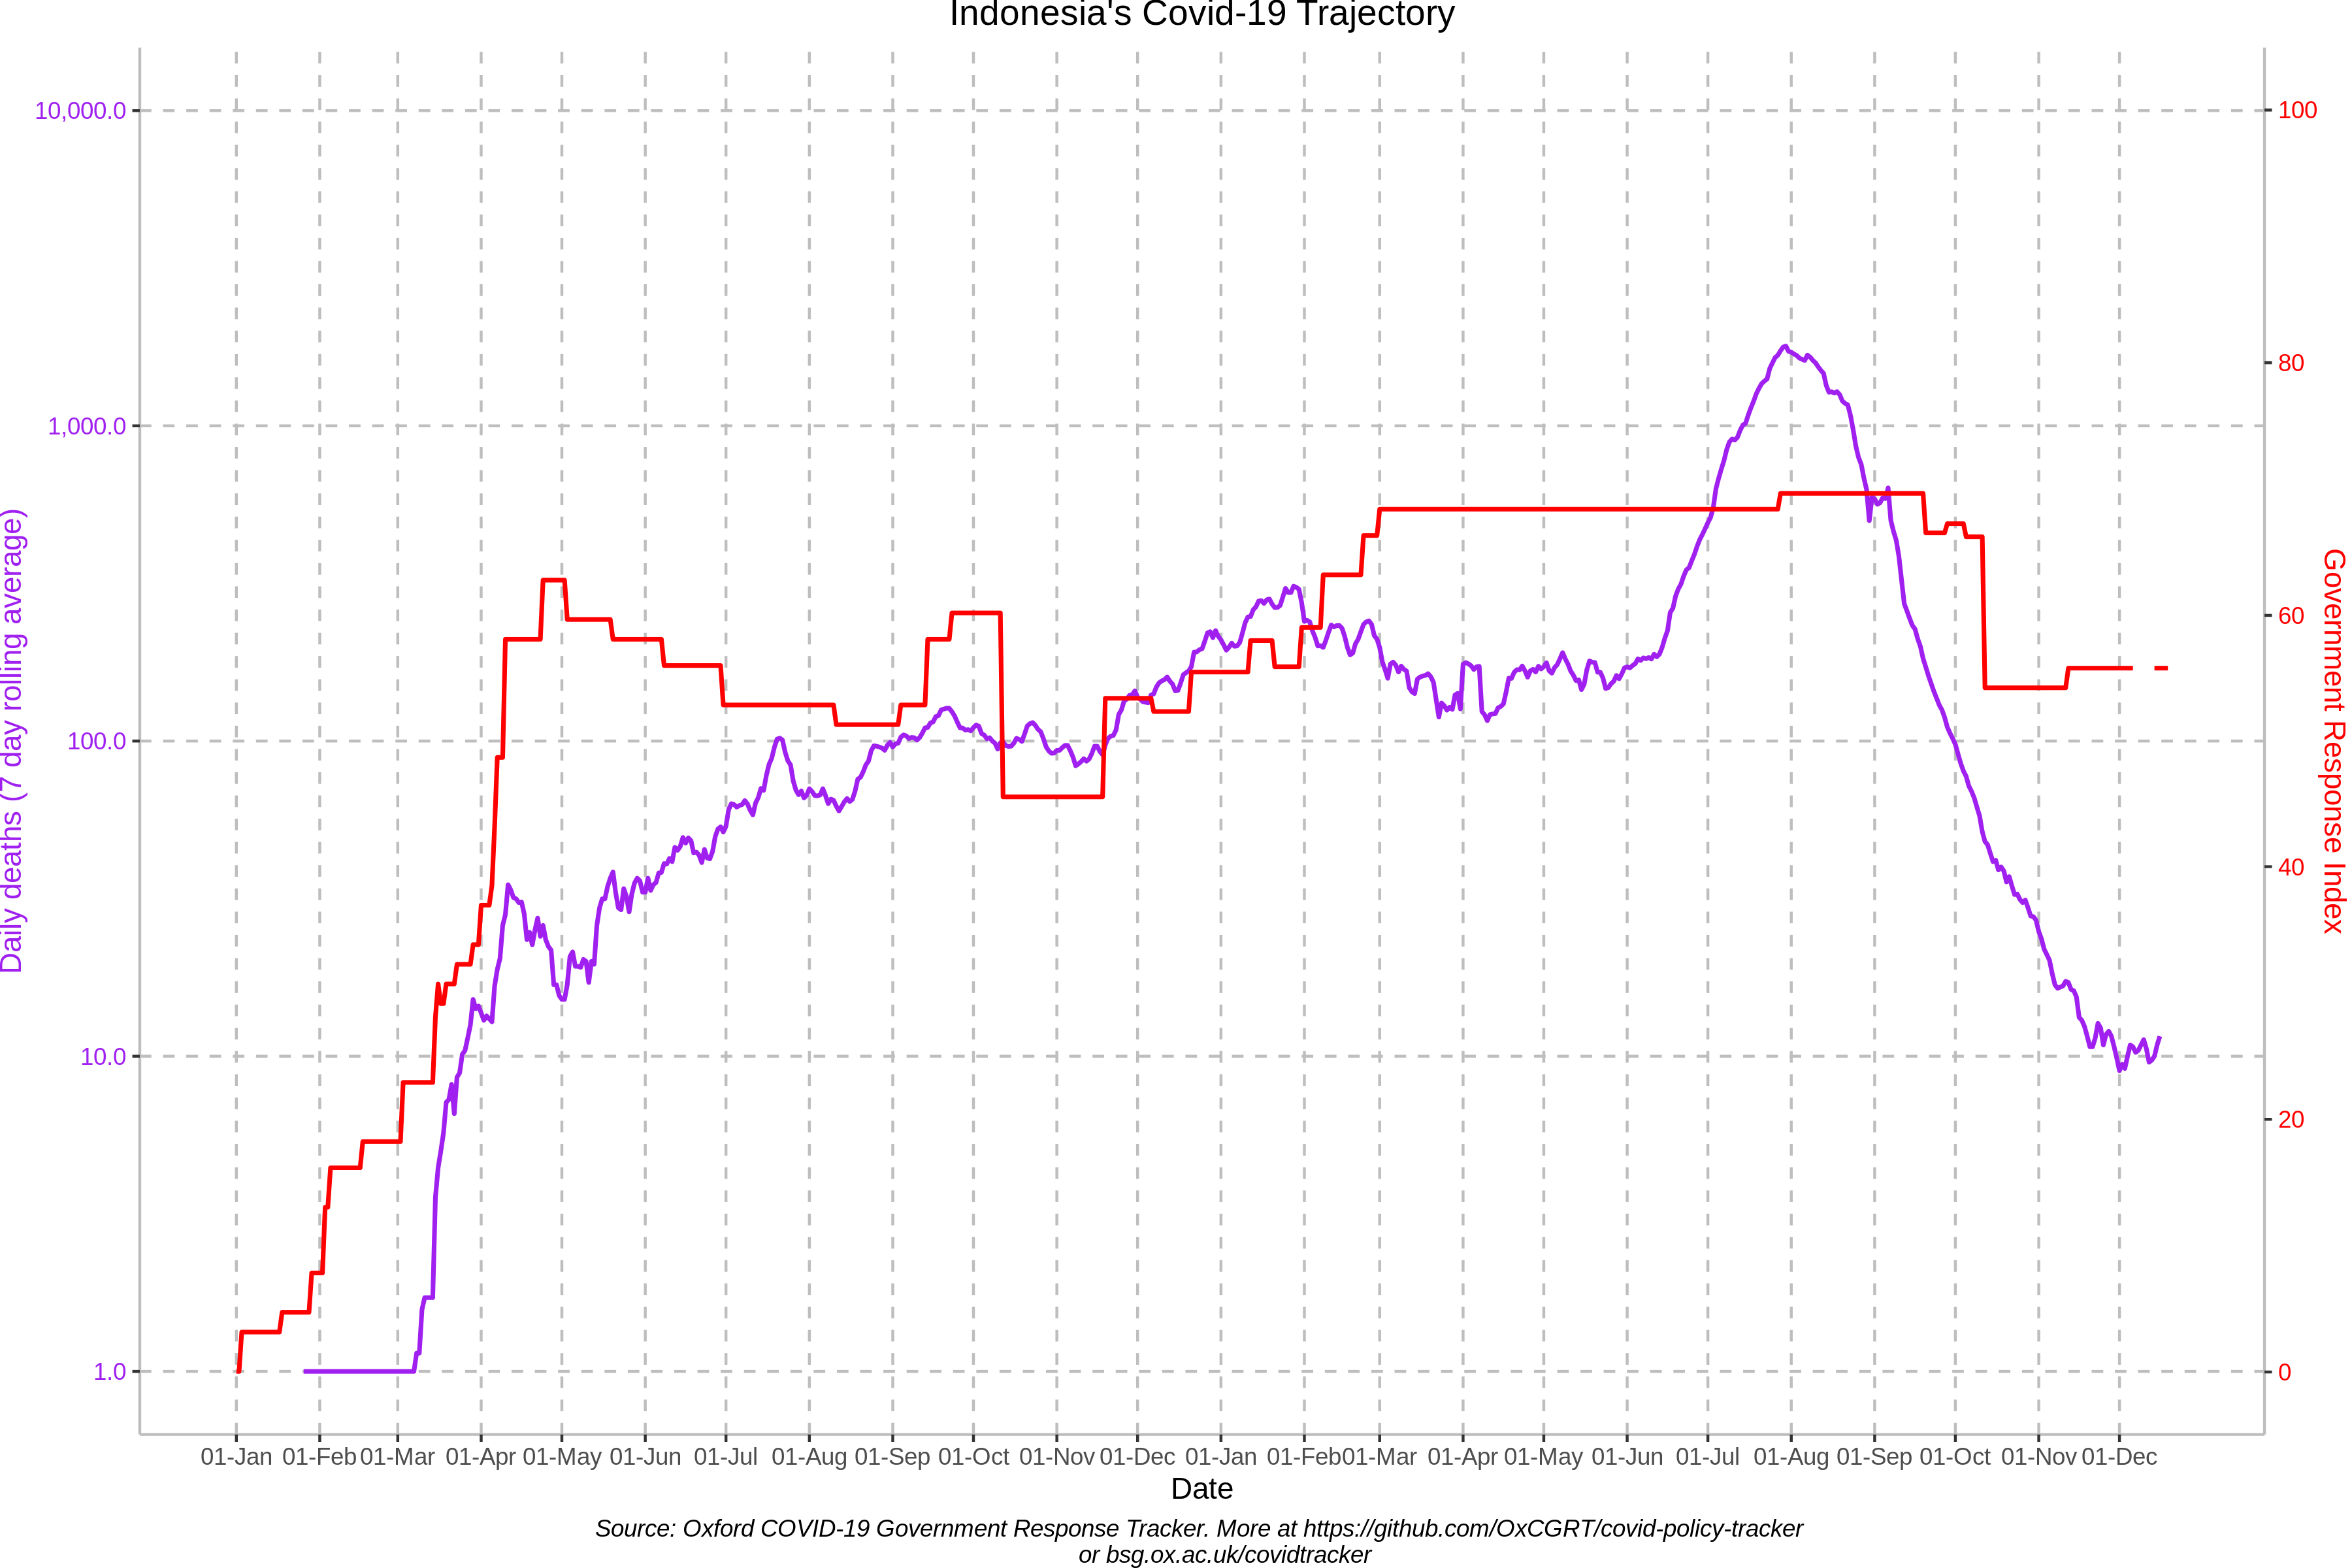 Indonesia's Covid-19 Trajectory
10,000.0
1,000.0
100.0
10.0
1.0
Daily deaths (7 day rolling average)
100
80
60
40
20
0
Government Response Index
01-Jan 01-Feb 01-Mar 01-Apr 01-May 01-Jun 01-Jul 01-Aug 01-Sep 01-Oct 01-Nov 01-Dec 01-Jan 01-Feb 01-Mar 01-Apr 01-May 01-Jun 01-Jul 01-Aug 01-Sep 01-Oct 01-Nov 01-Dec
Date
Source: Oxford COVID-19 Government Response Tracker. More at https://github.com/OxCGRT/covid-policy-tracker
or bsg.ox.ac.uk/covidtracker